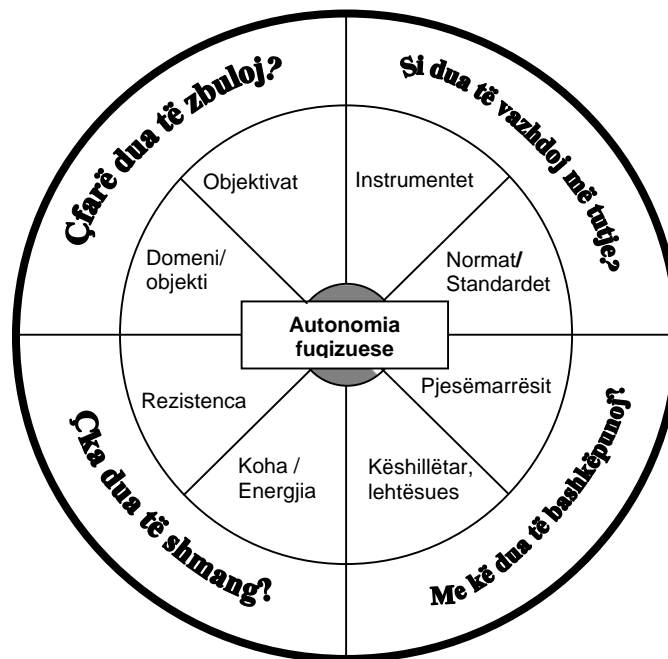 Çfarë dua të zbuloj?
Si dua të vazhdoj më tutje?
Objektivat
Instrumentet
Domeni/
objekti
Normat/
Standardet
Autonomia
fuqizuese
Rezistenca
Pjesëmarrësit
Koha /
Energjia
Këshillëtar,
lehtësues
Çka dua të shmang?
Me kë dua të bashkëpunoj?